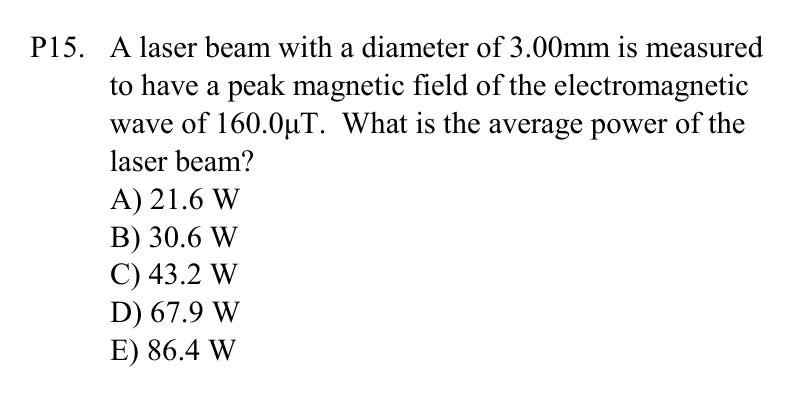 P15. A laser beam with a diameter of 3.00mm is measured
to have a peak magnetic field of the electromagnetic
wave of 160.0μT. What is the average power of the
laser beam?
A) 21.6 W
B) 30.6 W
C) 43.2 W
D) 67.9 W
E) 86.4 W